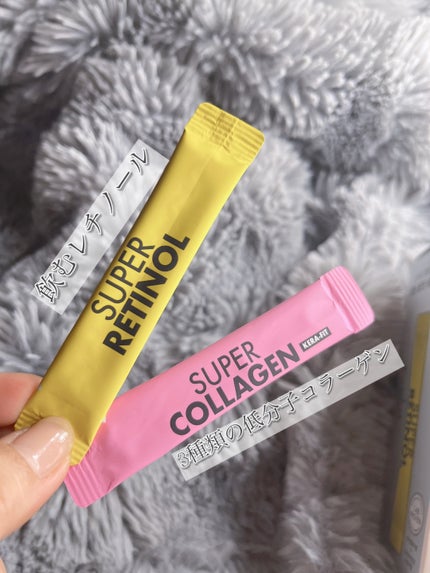 飲むレチノール
SUPER
RETINOL
SUPER
COLLAGEN
KERA-FIT
3種類の低分子コラーゲン